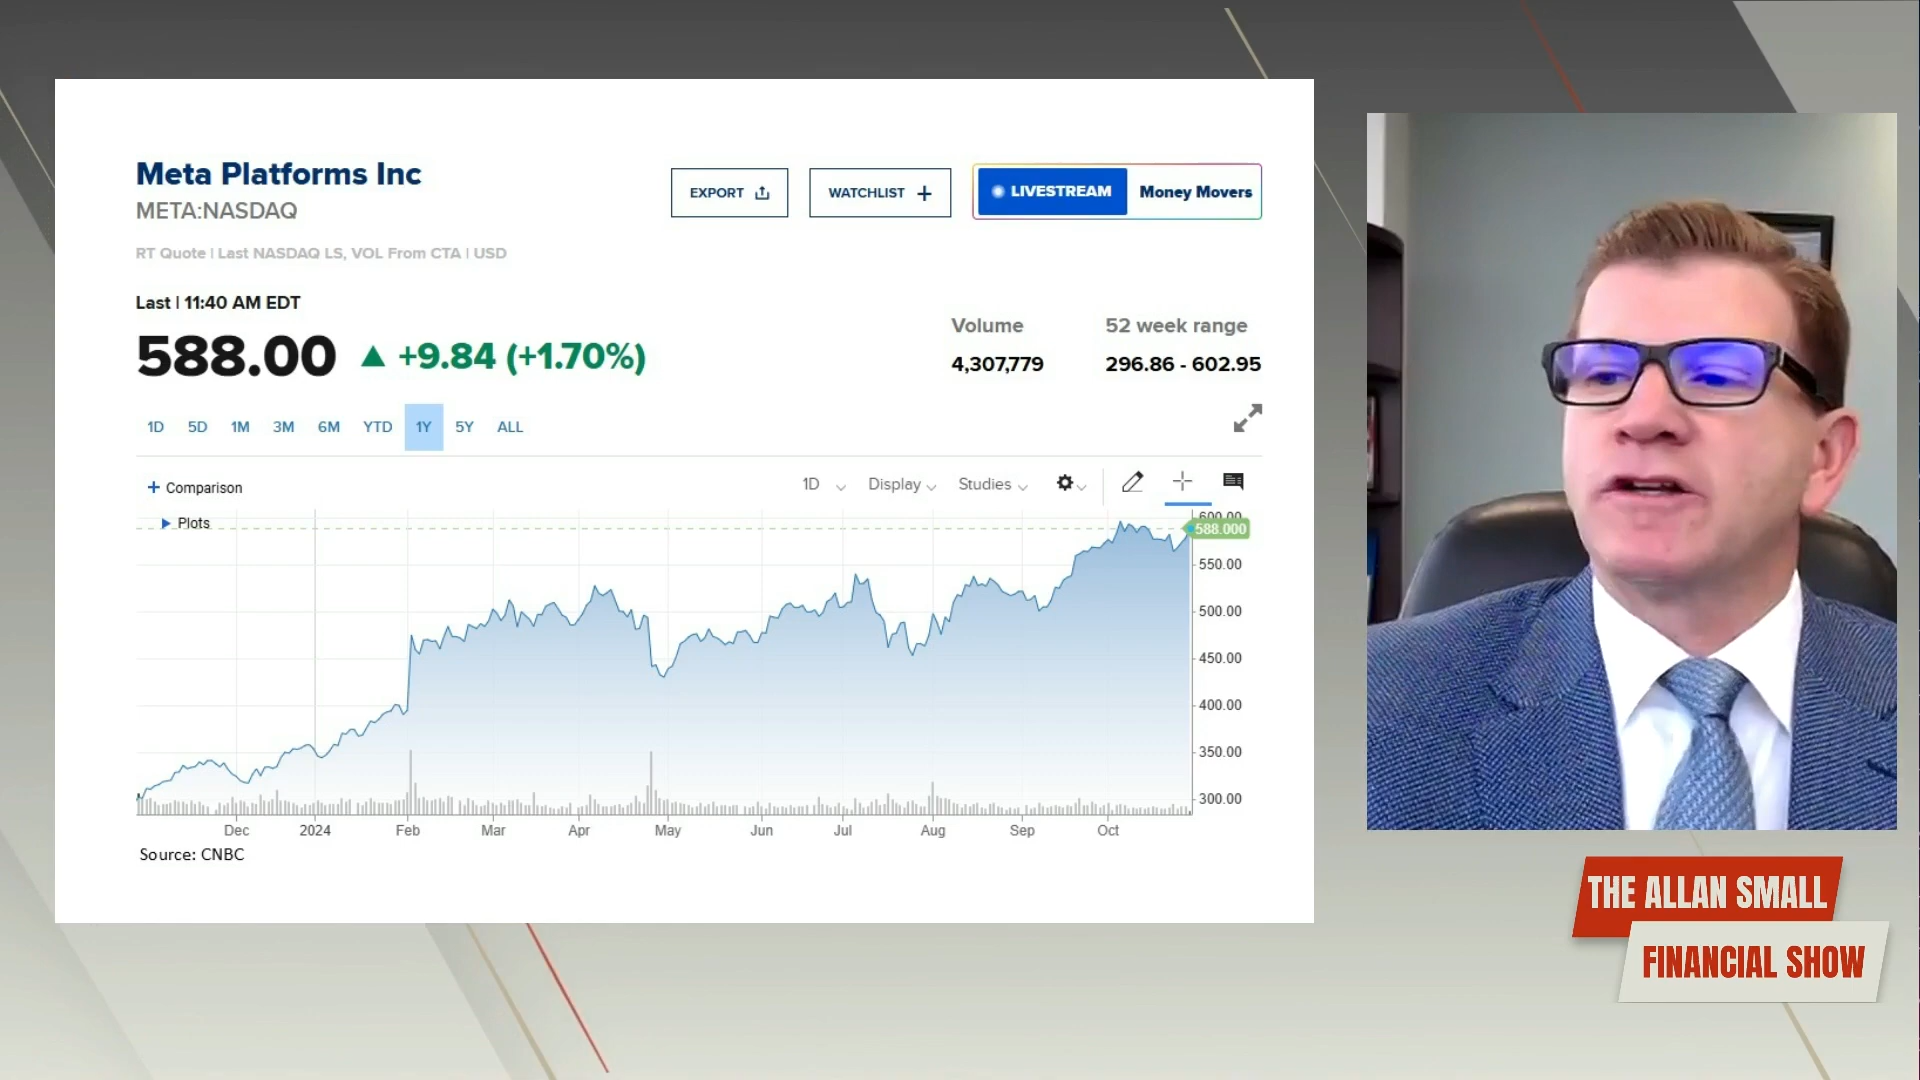 Meta Platforms Inc
META:NASDAQ
RT Quote | Last NASDAQ LS, VOL From CTA | USD
EXPORT
WATCHLIST +
LIVESTREAM
Money Movers
Last | 11:40 AM EDT
588.00 ▲ +9.84 (+1.70%)
Volume
4,307,779
52 week range
296.86 - 602.95
1D 5D 1M 3M 6M YTD 1Y 5Y ALL
+ Comparison
1D Display Studies
Plots
600.00
588.000
550.00
500.00
450.00
400.00
350.00
300.00
Dec 2024 Feb Mar Apr May Jun Jul Aug Sep Oct
Source: CNBC
THE ALLAN SMALL
FINANCIAL SHOW